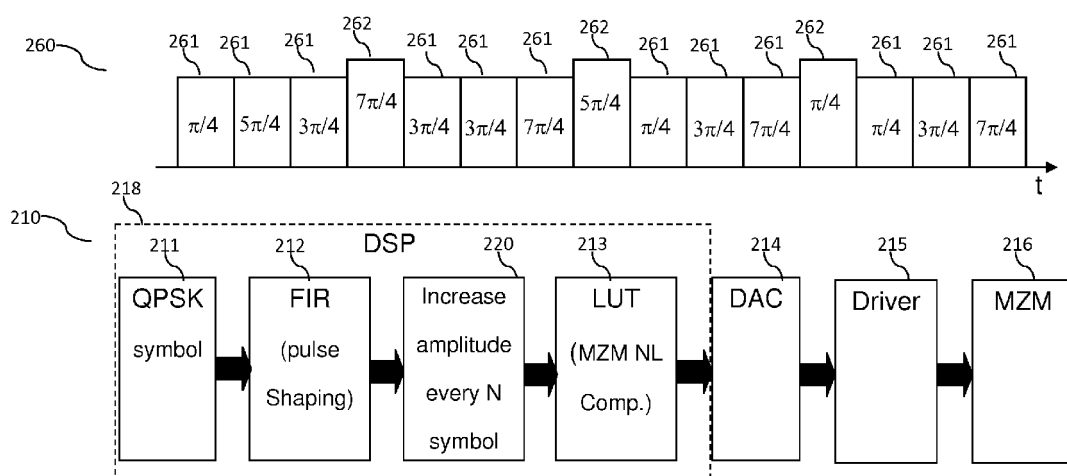 261 261 261 262 261 261 261 262 261 261 261 262 261 261 261
260
π/4 5π/4 3π/4 7π/4 3π/4 3π/4 7π/4 5π/4 π/4 3π/4 7π/4 π/4 π/4 3π/4 7π/4
t
218
210
DSP
211 212 220 213 214 215 216
QPSK
symbol
FIR
(pulse
Shaping)
Increase
amplitude
every N
symbol
LUT
(MZM NL
Comp.)
DAC
Driver
MZM